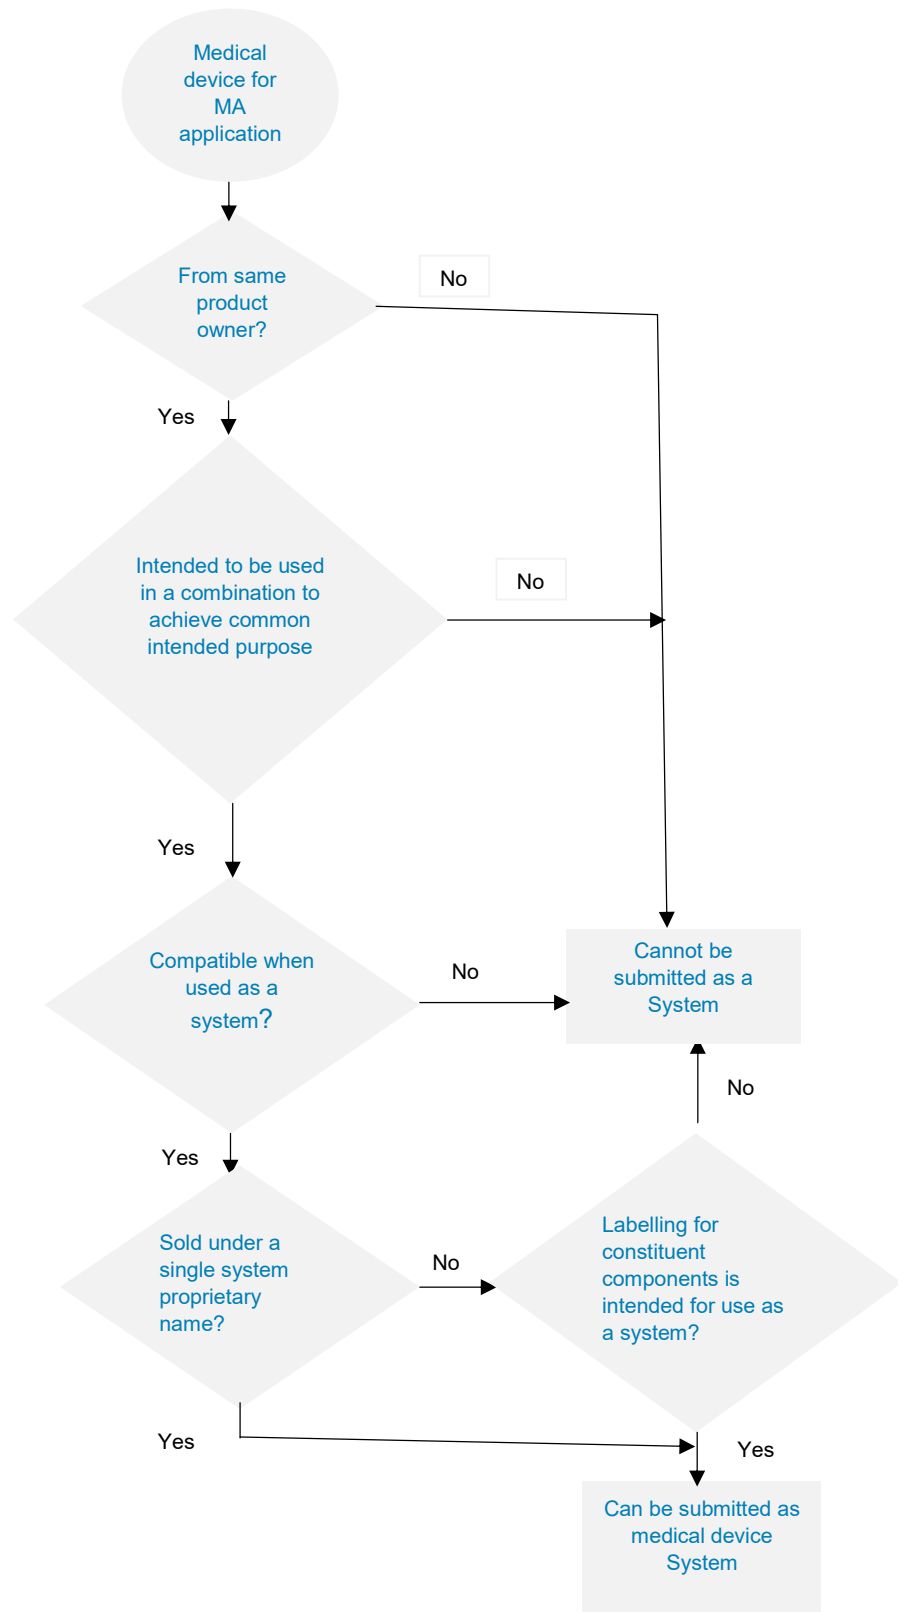 Medical
device for
MA
application
From same
product
owner?
No
Yes
Intended to be used
in a combination to
achieve common
intended purpose
No
Yes
Compatible when
used as a
system?
No
Cannot be
submitted as a
System
No
Yes
Sold under a
single system
proprietary
name?
No
Labelling for
constituent
components is
intended for use as
a system?
Yes
Yes
Can be submitted as
medical device
System